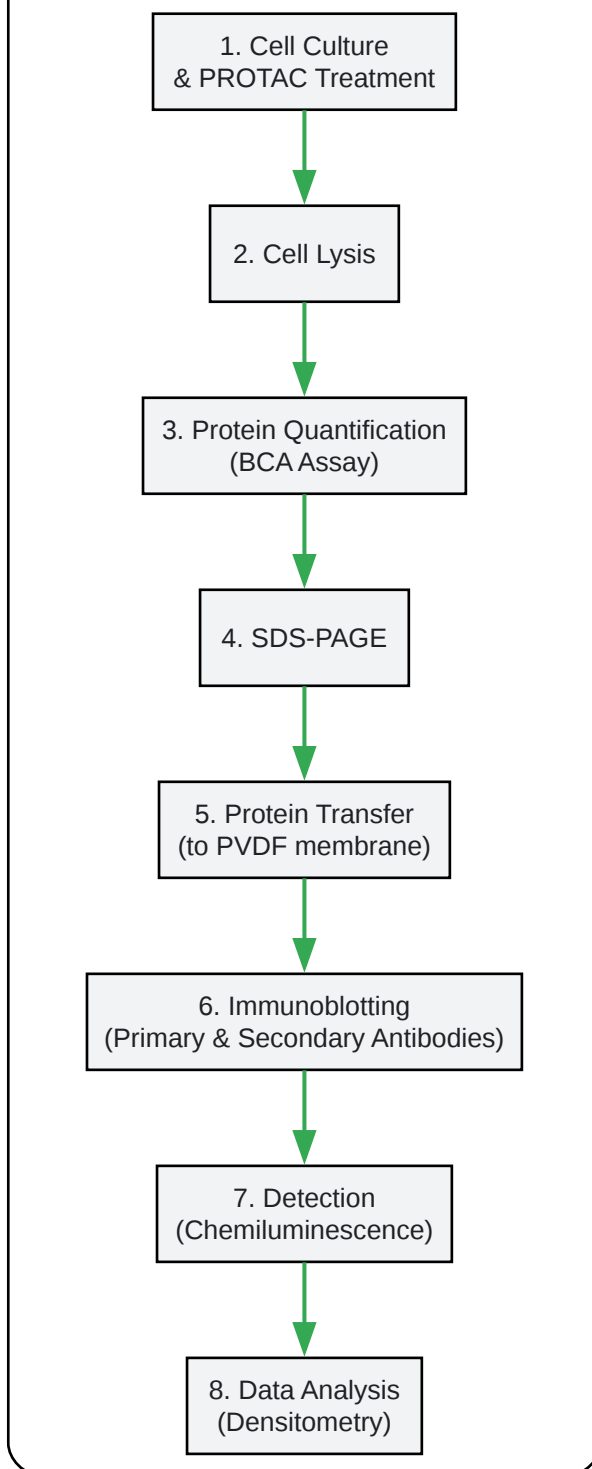 1. Cell Culture
& PROTAC Treatment
2. Cell Lysis
3. Protein Quantification
(BCA Assay)
4. SDS-PAGE
5. Protein Transfer
(to PVDF membrane)
6. Immunoblotting
(Primary & Secondary Antibodies)
7. Detection
(Chemiluminescence)
8. Data Analysis
(Densitometry)